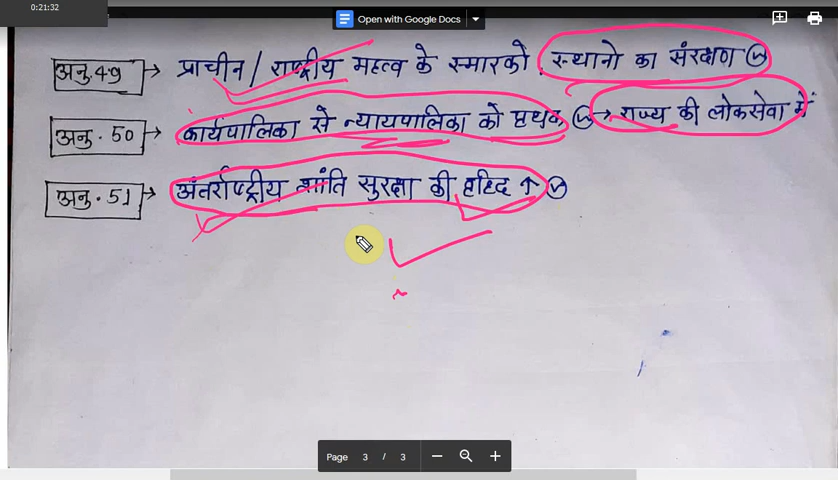 0:21:32
Open with Google Docs
अनु.49 → प्राचीन / राष्ट्रीय महत्व के स्मारको, स्थानो का संरक्षण
अनु. 50 → कार्यपालिका से न्यायपालिका को पृथक → राज्य की लोकसेवा में
अनु. 51 → अंतर्राष्ट्रीय शांति सुरक्षा की वृद्धि ↑
Page 3 / 3